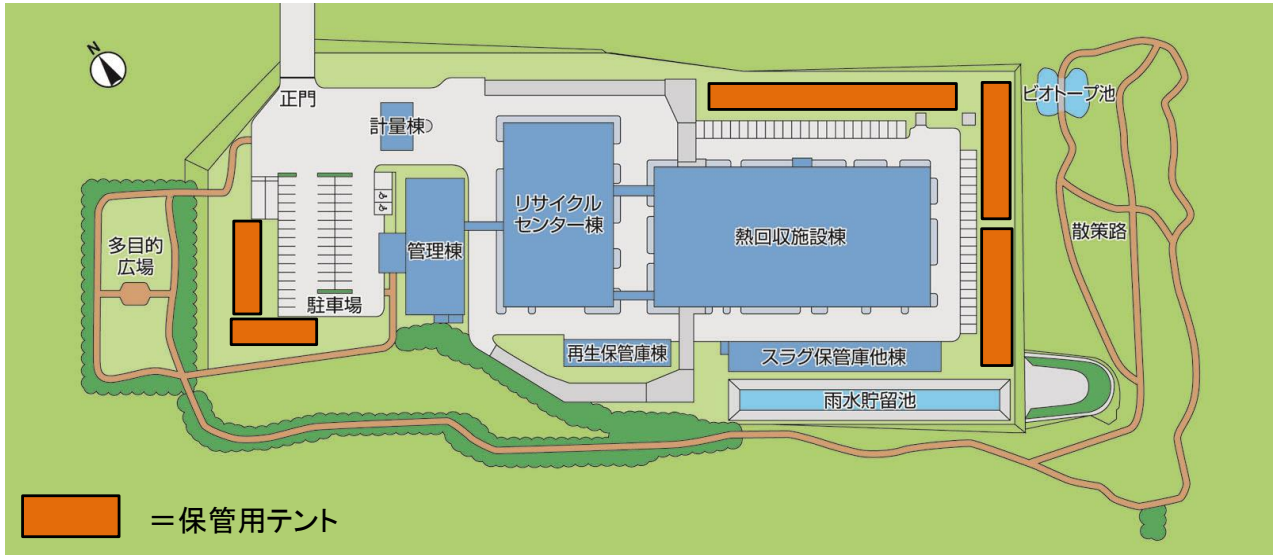 N
正門
計量棟
ビオトープ池
リサイクル
センター棟
多目的
広場
管理棟
熱回収施設棟
散策路
駐車場
再生保管庫棟
スラグ保管庫他棟
雨水貯留池
＝保管用テント